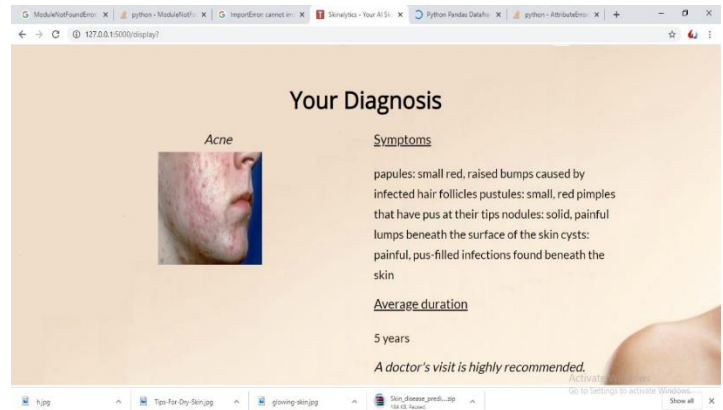 ModuleNotFoundError
python - ModuleNotFo
ImportError cannot im
Skinelytics - Your AI Sk
Python Pandas Datafra
python - AttributeError
127.0.0.1:5000/display?
Your Diagnosis
Acne
Symptoms
papules: small red, raised bumps caused by
infected hair follicles pustules: small, red pimples
that have pus at their tips nodules: solid, painful
lumps beneath the surface of the skin cysts:
painful, pus-filled infections found beneath the
skin
Average duration
5 years
A doctor's visit is highly recommended.
Activate Windows
Go to Settings to activate Windows.
h.jpg
Tips-For-Dry-Skin.jpg
glowing-skin.jpg
Skin_disease_predi....zip
Paused
Show all